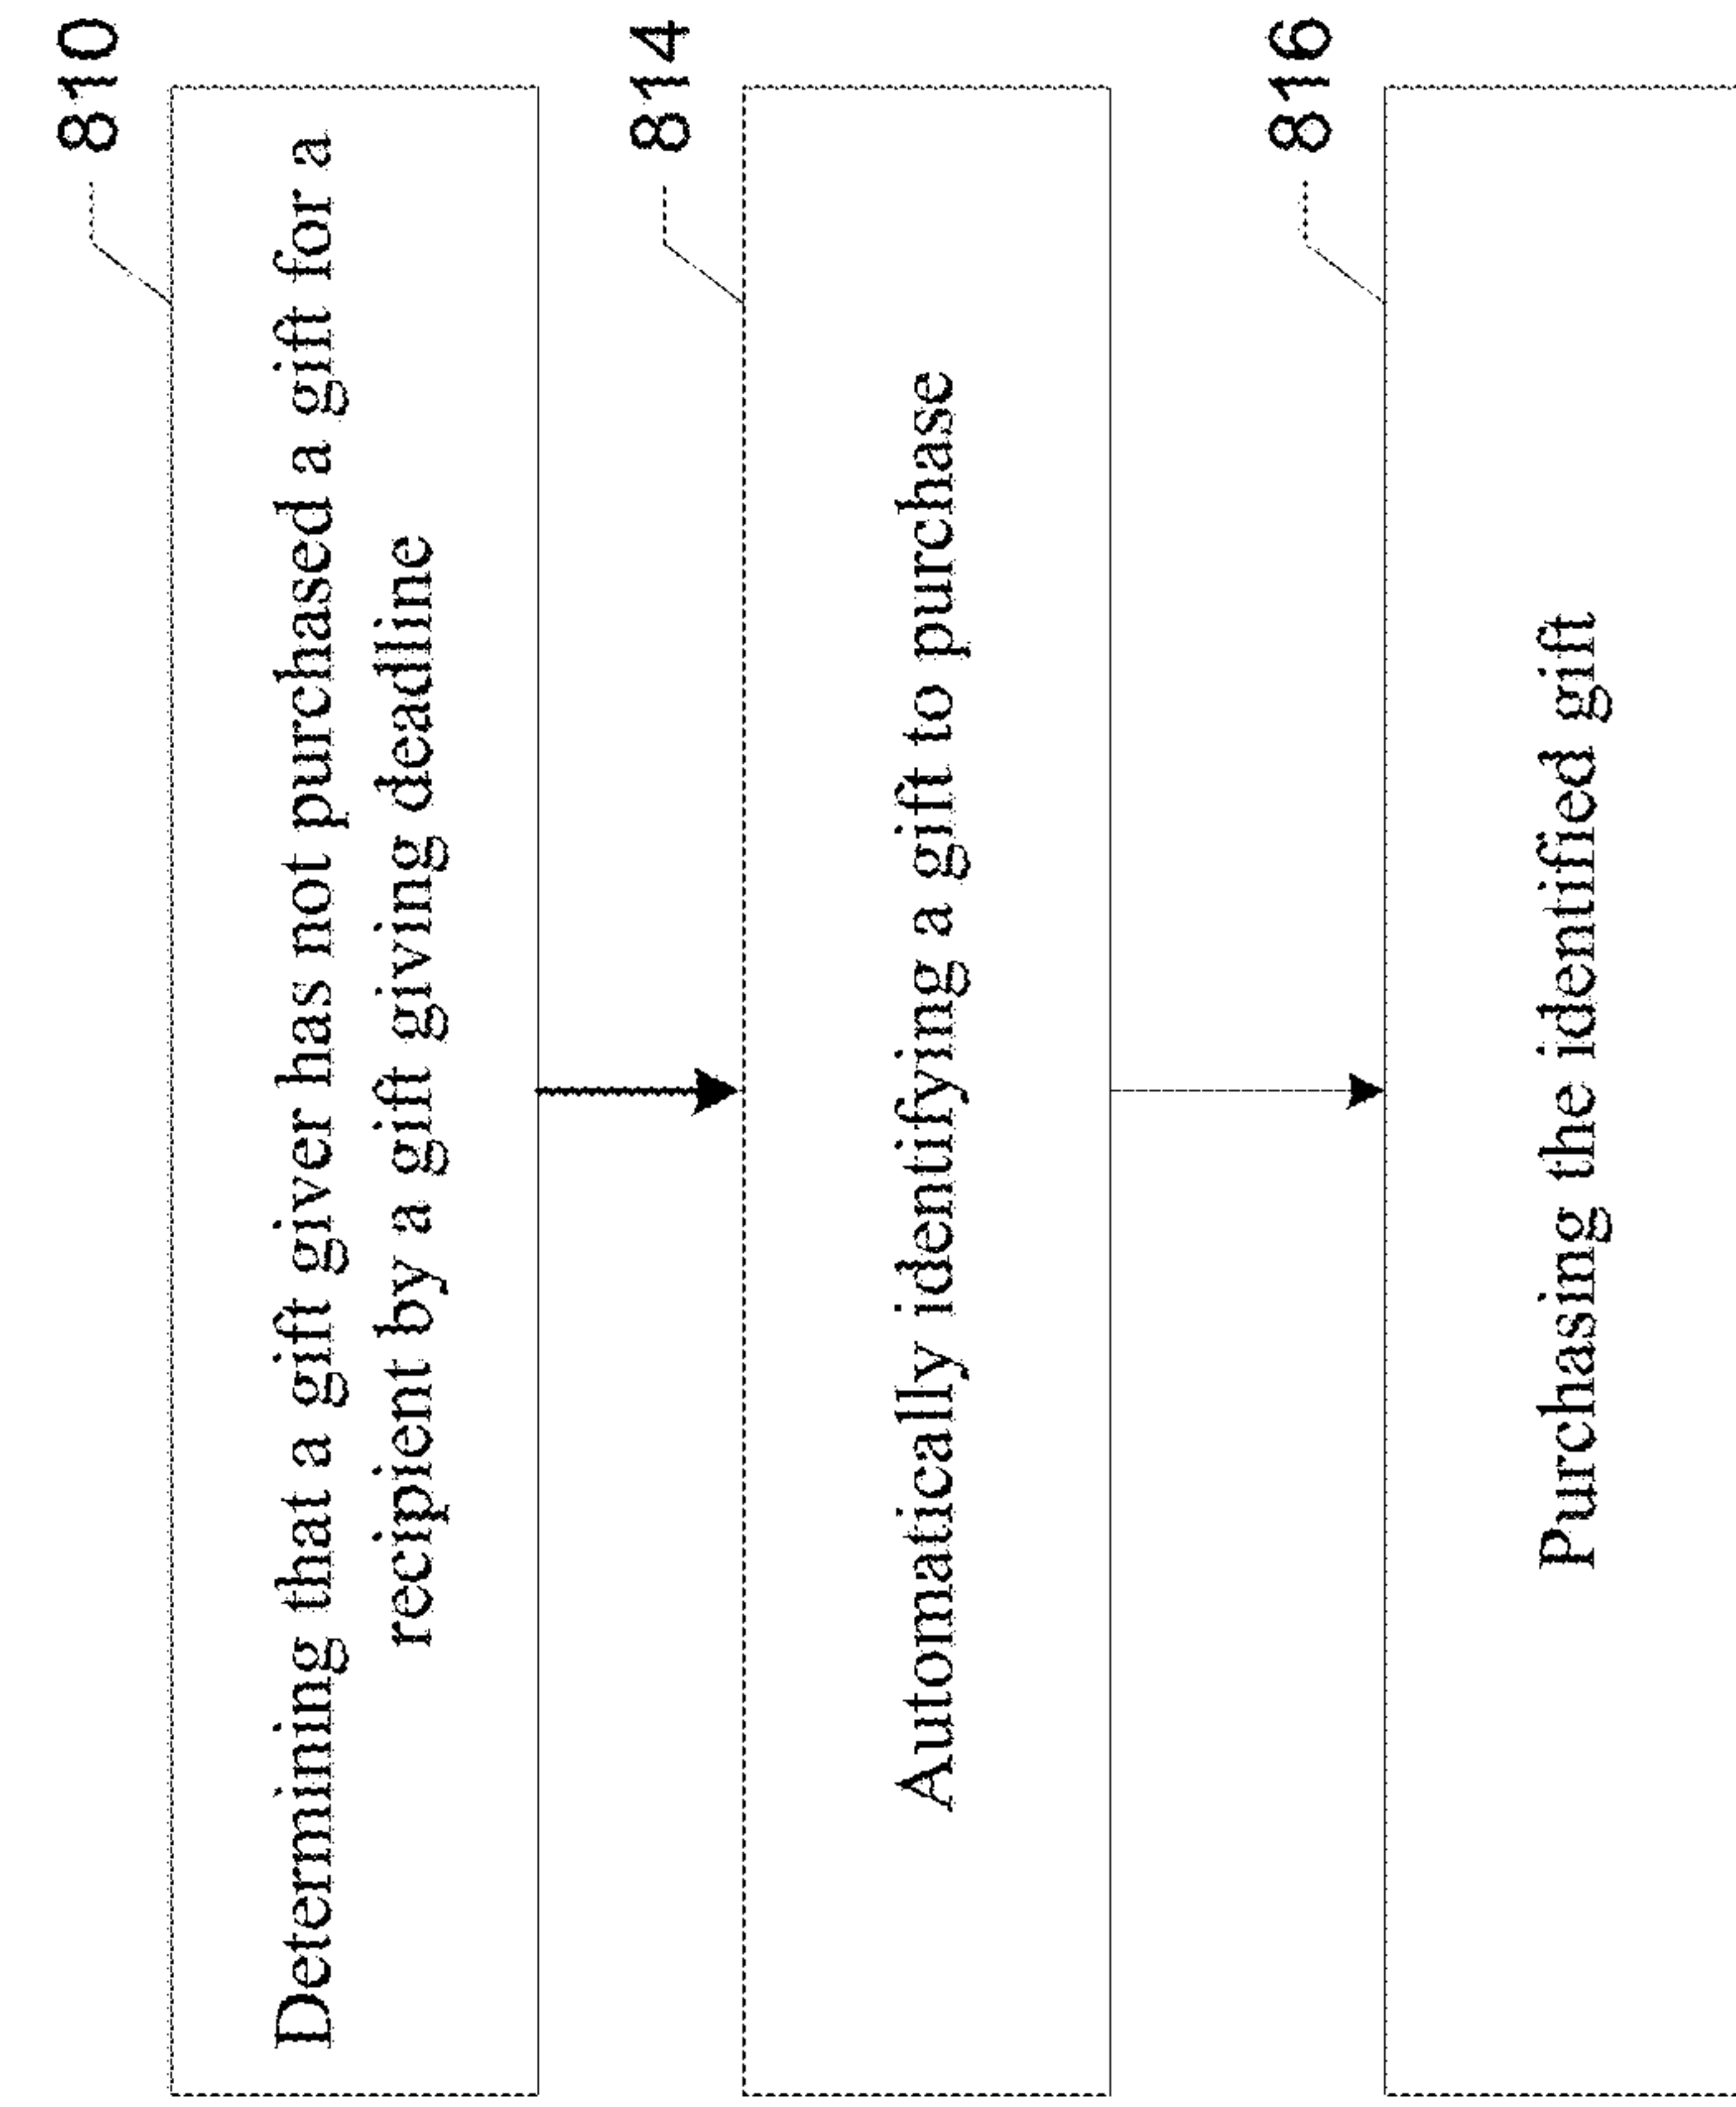 810
Determining that a gift giver has not purchased a gift for a
recipient by a gift giving deadline
814
Automatically identifying a gift to purchase
816
Purchasing the identified gift